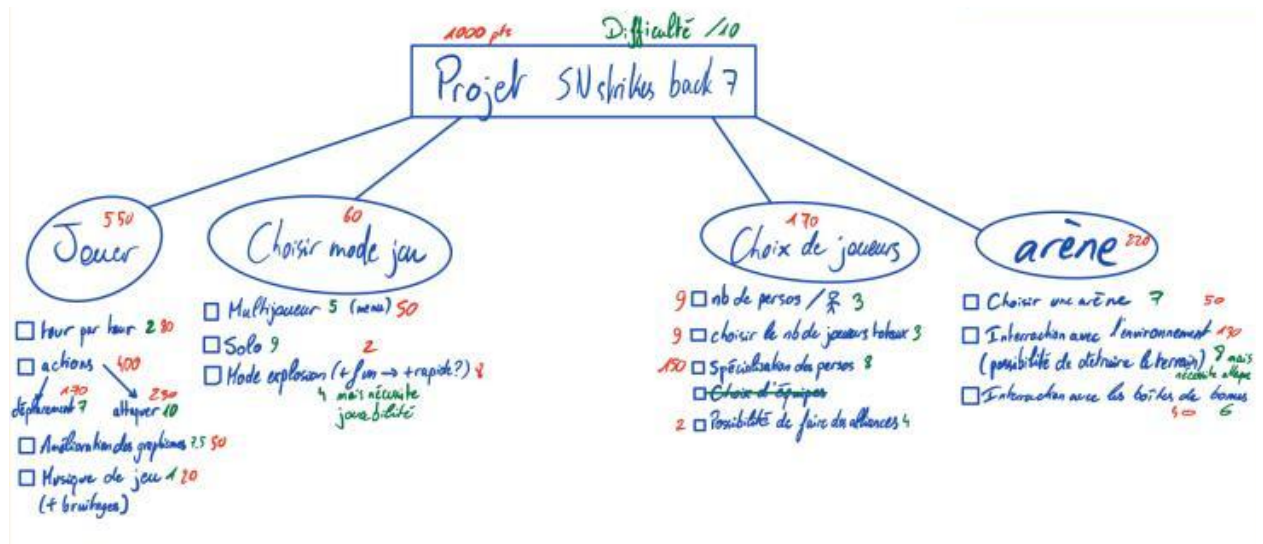 1000 pts Difficulté /10
Projet SN strikes back 7
550
Jouer
60
Choisir mode jeu
170
Choix de joueurs
arène 220
tour par tour 2 80
actions 400
170 230
déplacement 7 attaquer 10
Amélioration des graphismes 7,5 50
Musique de jeu 1 20
(+ bruitages)
Multijoueur 5 (menu) 50
Solo 9
2
Mode explosion (+ fun → + rapide?) 8
4 mais nécessite
jouabilité
9 nb de persos / 3
9 choisir le nb de joueurs totaux 3
150 Spécialisation des persos 8
Choix d'équipes
2 Possibilité de faire des alliances 4
Choisir une arène 7 50
Interraction avec l'environnement 130
(possibilité de détruire le terrain) 8 mais
nécessite attaque
Interraction avec les boîtes de bonus
40 6